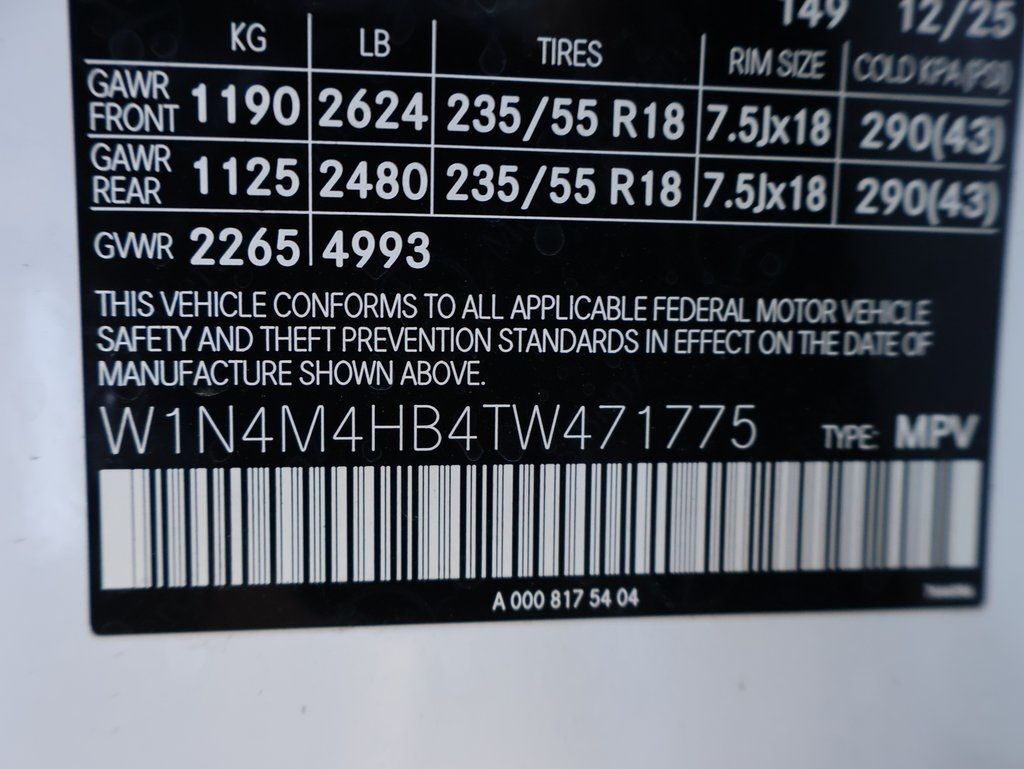 149 12/25
KG LB TIRES RIM SIZE COLD KPA(PSI)
GAWR FRONT 1190 2624 235/55 R18 7.5Jx18 290(43)
GAWR REAR 1125 2480 235/55 R18 7.5Jx18 290(43)
GVWR 2265 4993
THIS VEHICLE CONFORMS TO ALL APPLICABLE FEDERAL MOTOR VEHICLE
SAFETY AND THEFT PREVENTION STANDARDS IN EFFECT ON THE DATE OF
MANUFACTURE SHOWN ABOVE.
W1N4M4HB4TW471775 TYPE: MPV
A 000 817 54 04